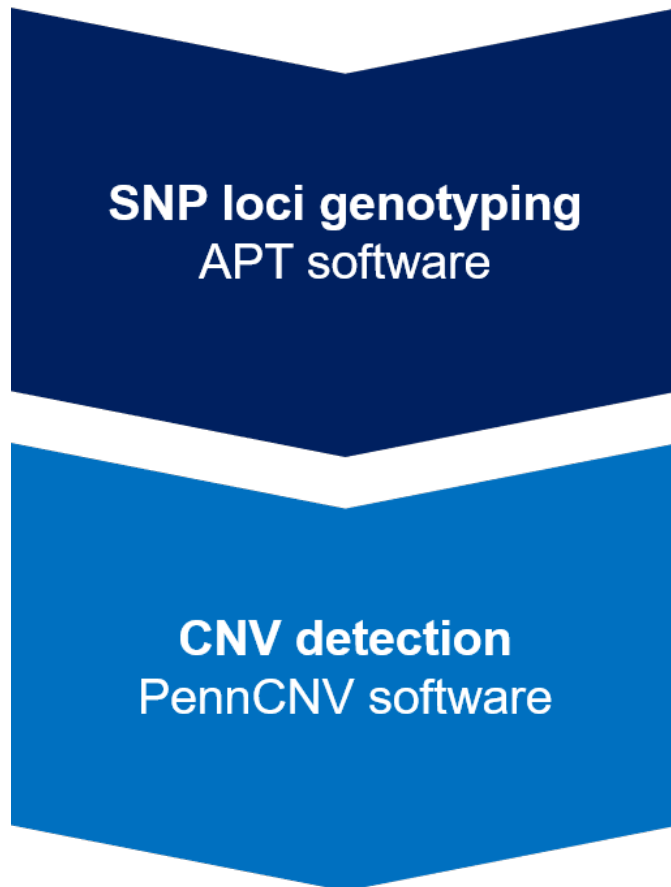 SNP loci genotyping
APT software
CNV detection
PennCNV software